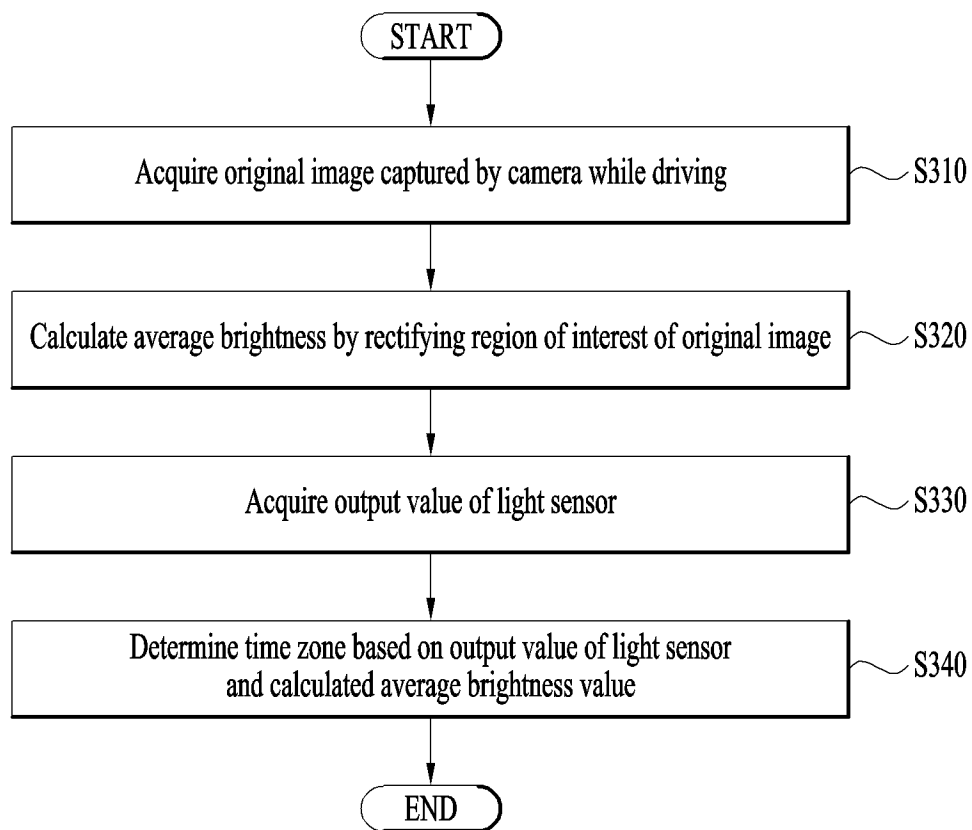 START
Acquire original image captured by camera while driving
S310
Calculate average brightness by rectifying region of interest of original image
S320
Acquire output value of light sensor
S330
Determine time zone based on output value of light sensor
and calculated average brightness value
S340
END